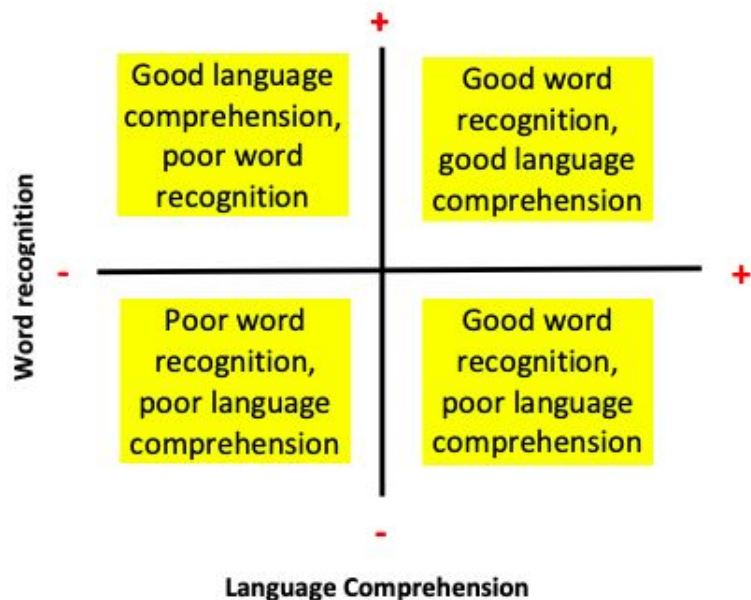 +
Good language
comprehension,
poor word
recognition
Good word
recognition,
good language
comprehension
Word recognition
-
+
Poor word
recognition,
poor language
comprehension
Good word
recognition,
poor language
comprehension
-
Language Comprehension